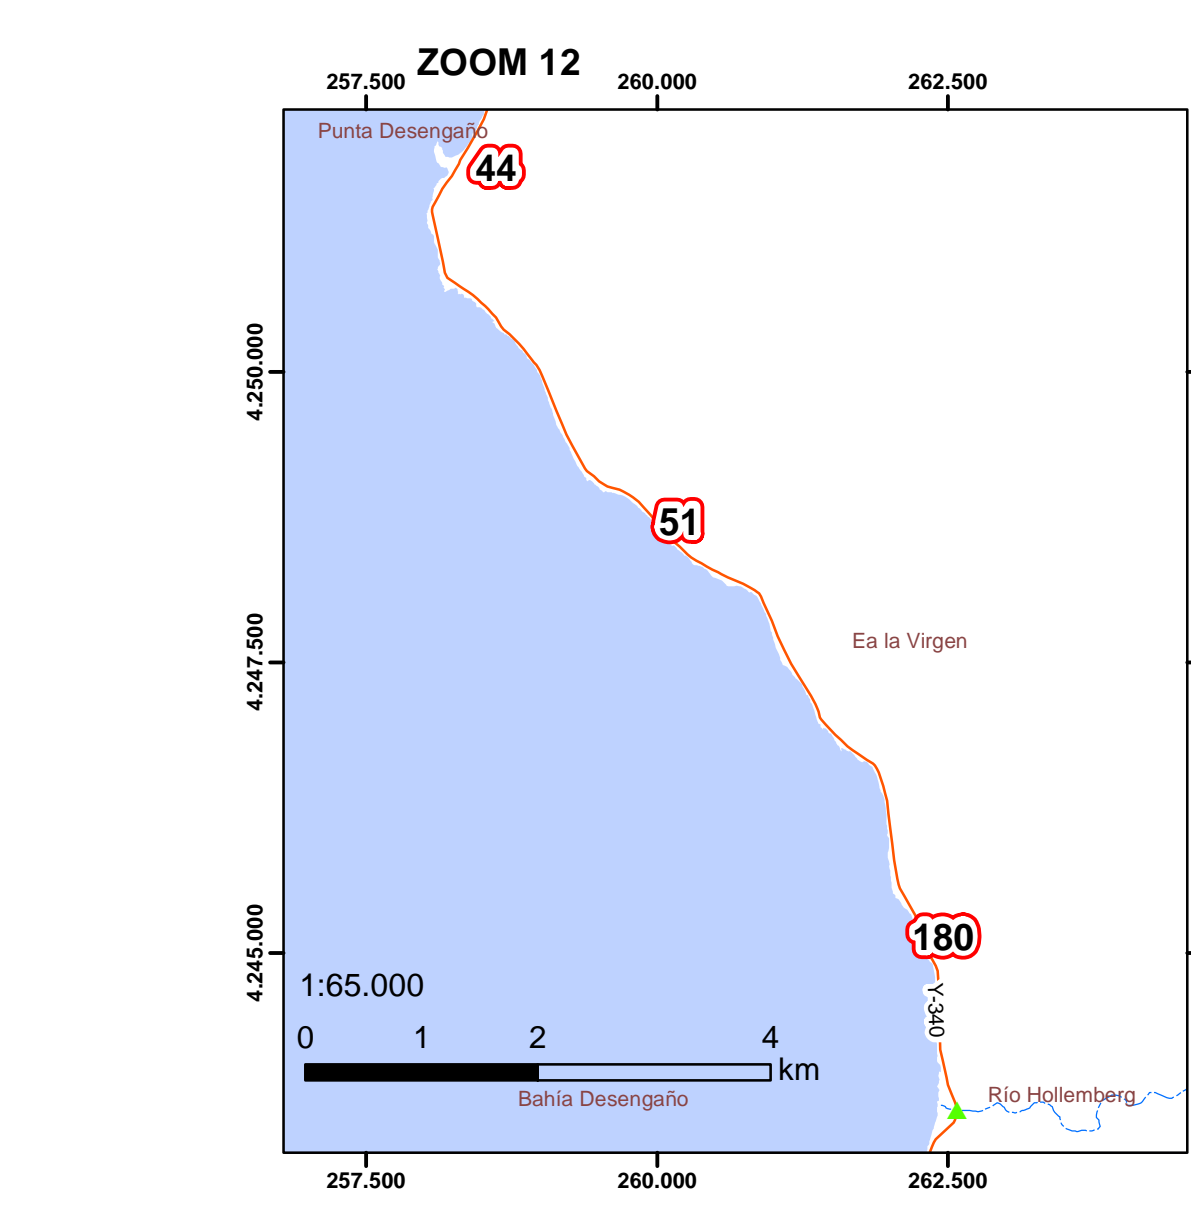 ZOOM 12
257.500
260.000
262.500
Punta Desengaño
44
4.250.000
51
Ea la Virgen
4.247.500
180
4.245.000
1:65.000
Y-340
0 1 2 4
km
Bahía Desengaño
Río Hollemberg
257.500
260.000
262.500